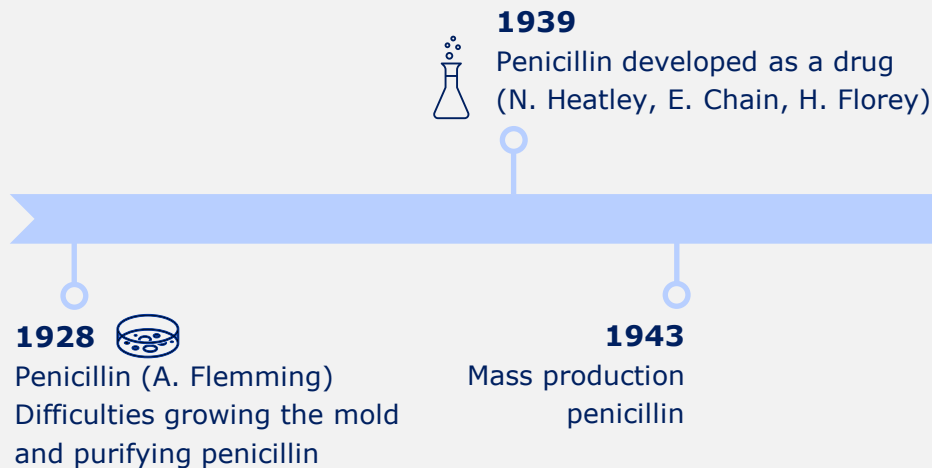 1939
Penicillin developed as a drug
(N. Heatley, E. Chain, H. Florey)
1928
Penicillin (A. Flemming)
Difficulties growing the mold
and purifying penicillin
1943
Mass production
penicillin